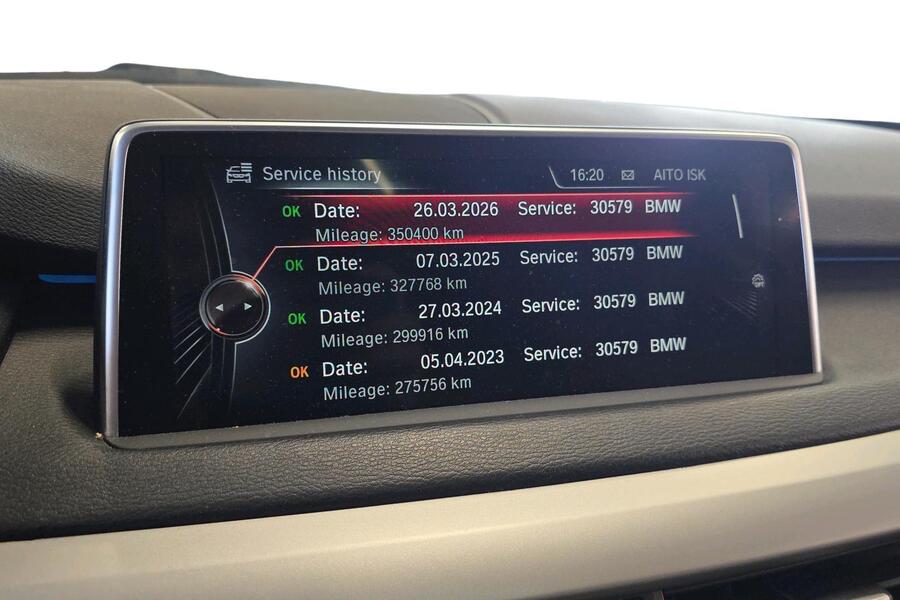 Service history 16:20 AITO ISK
OK Date: 26.03.2026 Service: 30579 BMW
Mileage: 350400 km
OK Date: 07.03.2025 Service: 30579 BMW
Mileage: 327768 km
OK Date: 27.03.2024 Service: 30579 BMW
Mileage: 299916 km
OK Date: 05.04.2023 Service: 30579 BMW
Mileage: 275756 km